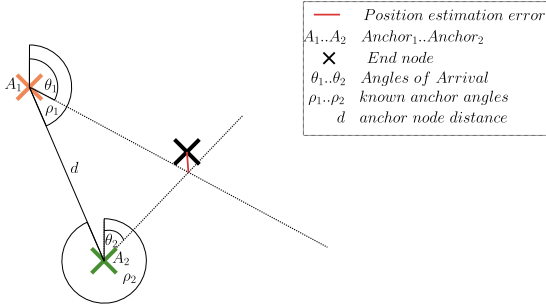 Position estimation error
A₁..A₂ Anchor₁..Anchor₂
End node
θ₁..θ₂ Angles of Arrival
ρ₁..ρ₂ known anchor angles
d anchor node distance
A₁
θ₁
ρ₁
d
θ₂
A₂
ρ₂